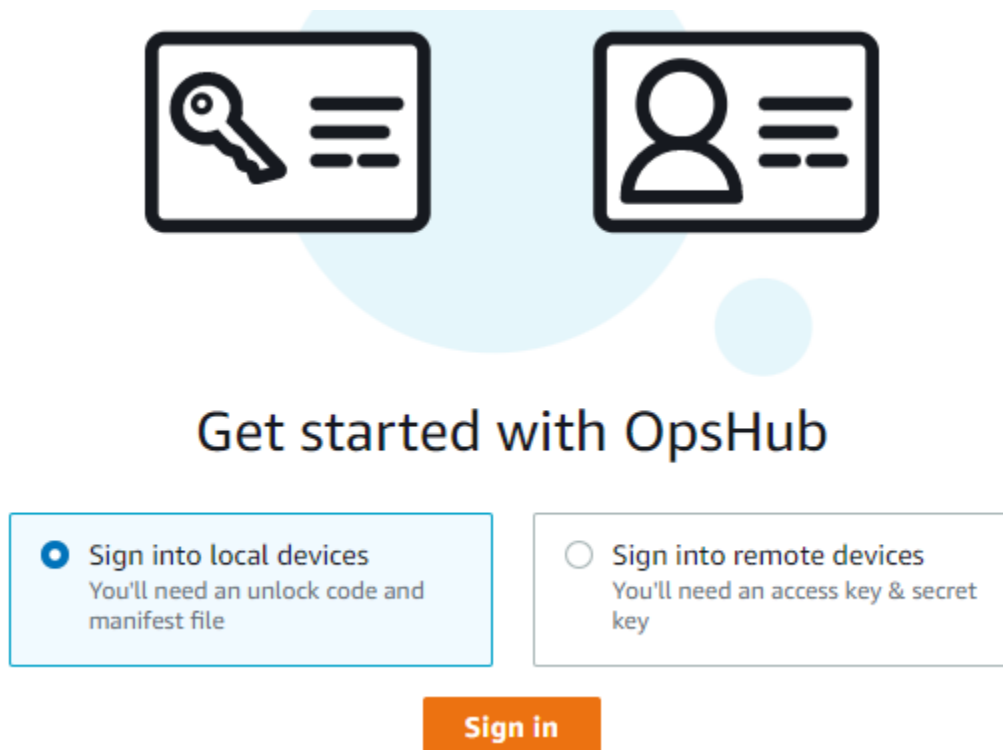 Get started with OpsHub
Sign into local devices
You'll need an unlock code and
manifest file
Sign into remote devices
You'll need an access key & secret
key
Sign in